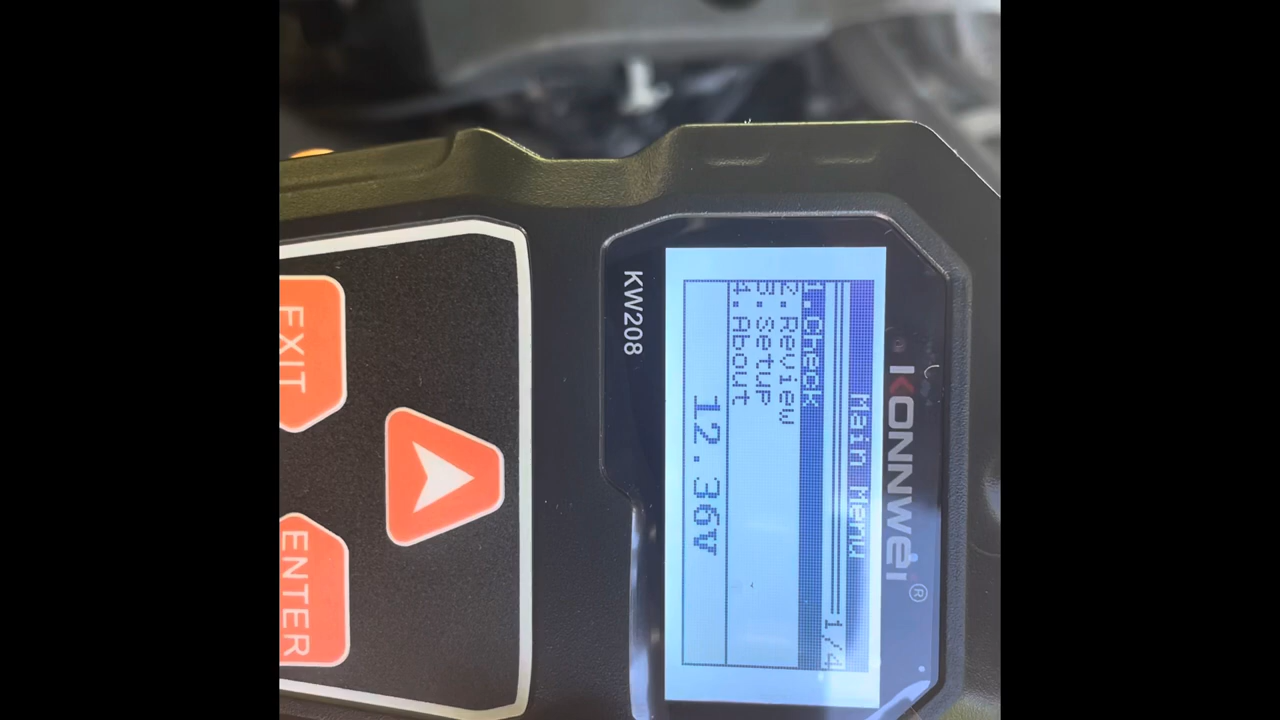 KONNWEI®
Main Menu
1/4
1.Check
2.Review
3.Setup
4.About
12.36V
KW208
EXIT
ENTER